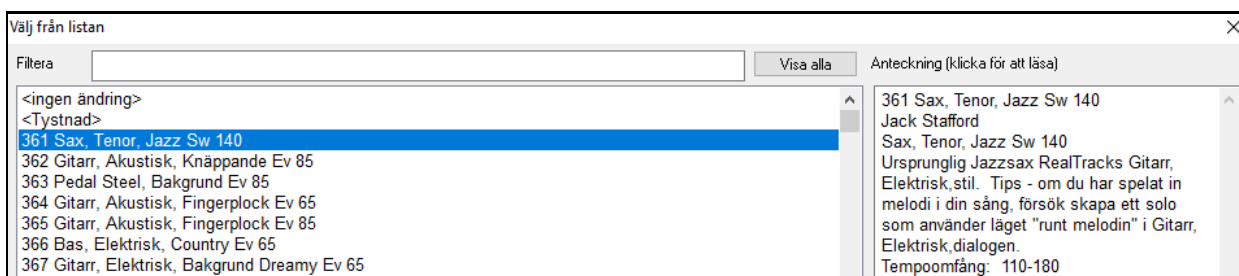 Välj från listan
Filtera
Visa alla
Anteckning (klicka för att läsa)
<ingen ändring>
<Tystnad>
361 Sax, Tenor, Jazz Sw 140
362 Gitarr, Akustisk, Knäppande Ev 85
363 Pedal Steel, Bakgrund Ev 85
364 Gitarr, Akustisk, Fingerplock Ev 65
365 Gitarr, Akustisk, Fingerplock Ev 85
366 Bas, Elektrisk, Country Ev 65
367 Gitarr, Elektrisk, Bakgrund Dreamy Ev 65
361 Sax, Tenor, Jazz Sw 140
Jack Stafford
Sax, Tenor, Jazz Sw 140
Ursprunglig Jazzsax RealTracks Gitarr,
Elektrisk,stil.  Tips - om du har spelat in
melodi i din sång, försök skapa ett solo
som använder läget "runt melodin" i Gitarr,
Elektrisk,dialogen.
Tempoomfång:  110-180